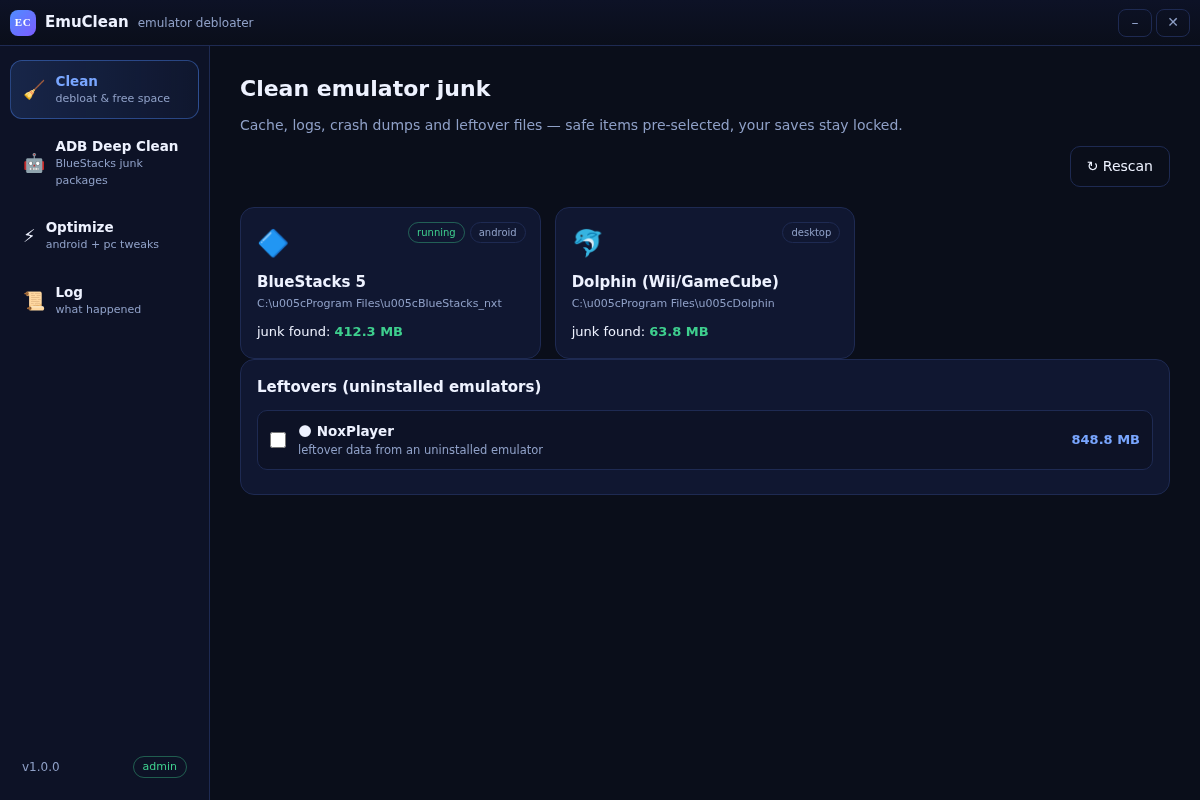 EC EmuClean emulator debloater – ✕
Clean
debloat & free space
ADB Deep Clean
BlueStacks junk
packages
Optimize
android + pc tweaks
Log
what happened
v1.0.0 admin
Clean emulator junk
Cache, logs, crash dumps and leftover files — safe items pre-selected, your saves stay locked.
↻ Rescan
running android
BlueStacks 5
C:\u005cProgram Files\u005cBlueStacks_nxt
junk found: 412.3 MB
desktop
Dolphin (Wii/GameCube)
C:\u005cProgram Files\u005cDolphin
junk found: 63.8 MB
Leftovers (uninstalled emulators)
NoxPlayer
leftover data from an uninstalled emulator
848.8 MB